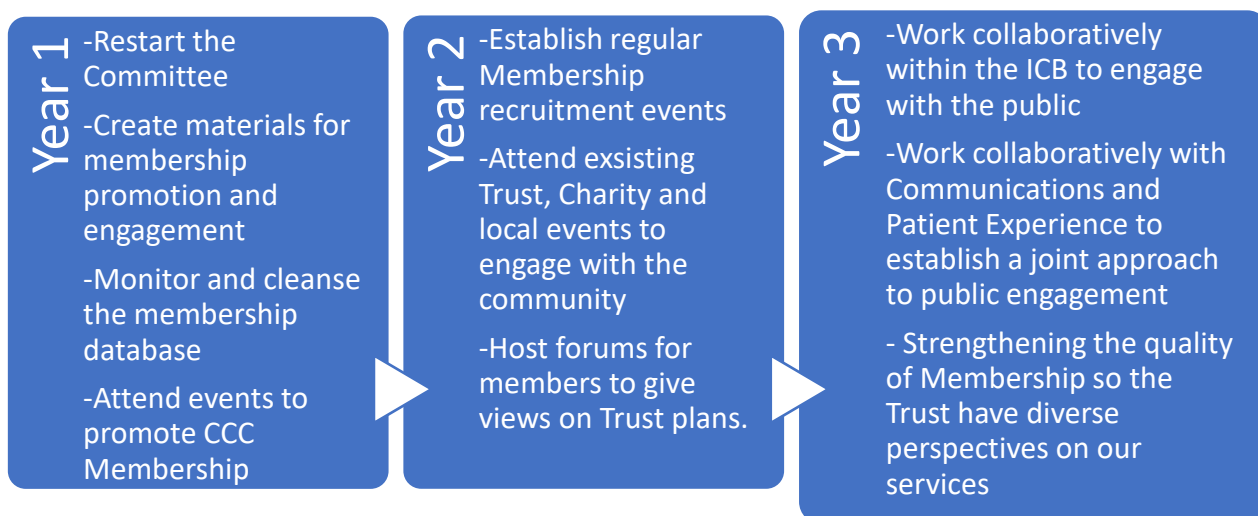 Year 1
-Restart the
Committee
-Create materials for
membership
promotion and
engagement
-Monitor and cleanse
the membership
database
-Attend events to
promote CCC
Membership
Year 2
-Establish regular
Membership
recruitment events
-Attend exsisting
Trust, Charity and
local events to
engage with the
community
-Host forums for
members to give
views on Trust plans.
Year 3
-Work collaboratively
within the ICB to engage
with the public
-Work collaboratively with
Communications and
Patient Experience to
establish a joint approach
to public engagement
- Strengthening the quality
of Membership so the
Trust have diverse
perspectives on our
services